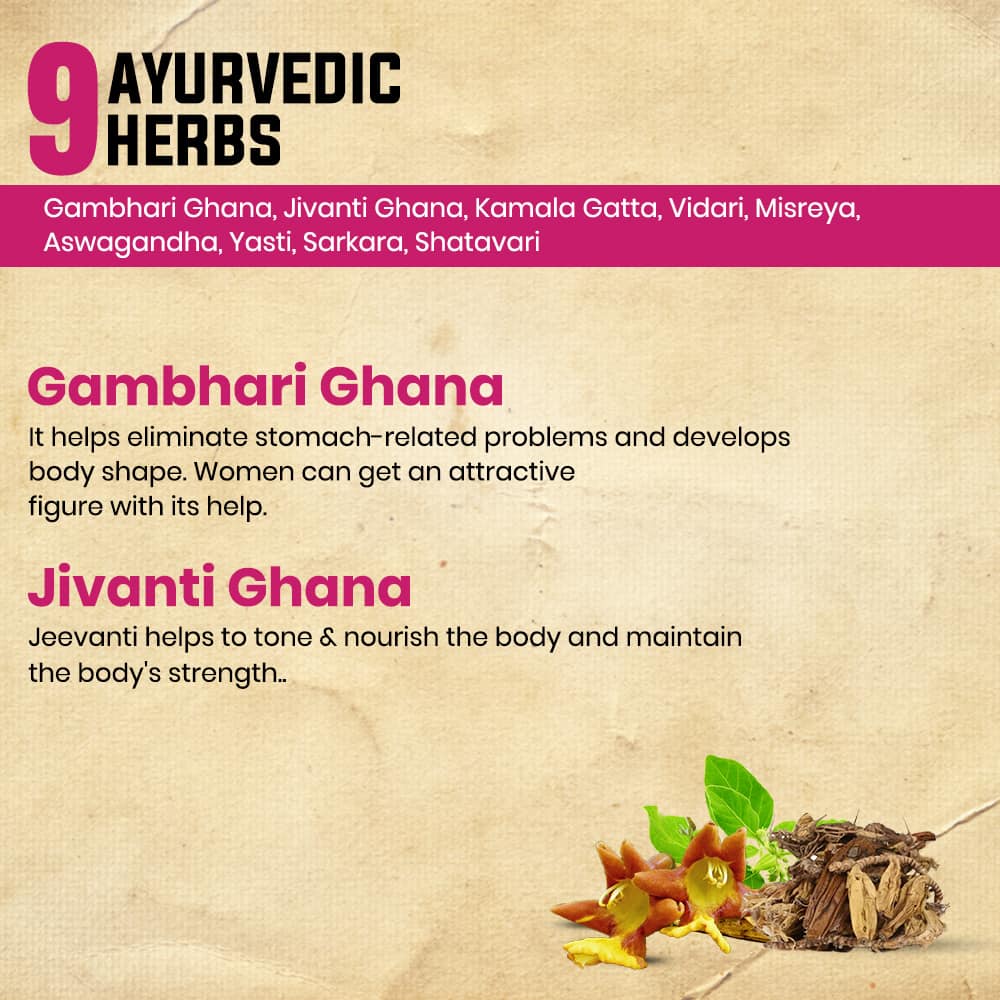 9 AYURVEDIC
HERBS
Gambhari Ghana, Jivanti Ghana, Kamala Gatta, Vidari, Misreya,
Aswagandha, Yasti, Sarkara, Shatavari
Gambhari Ghana
It helps eliminate stomach-related problems and develops
body shape. Women can get an attractive
figure with its help.
Jivanti Ghana
Jeevanti helps to tone & nourish the body and maintain
the body's strength..